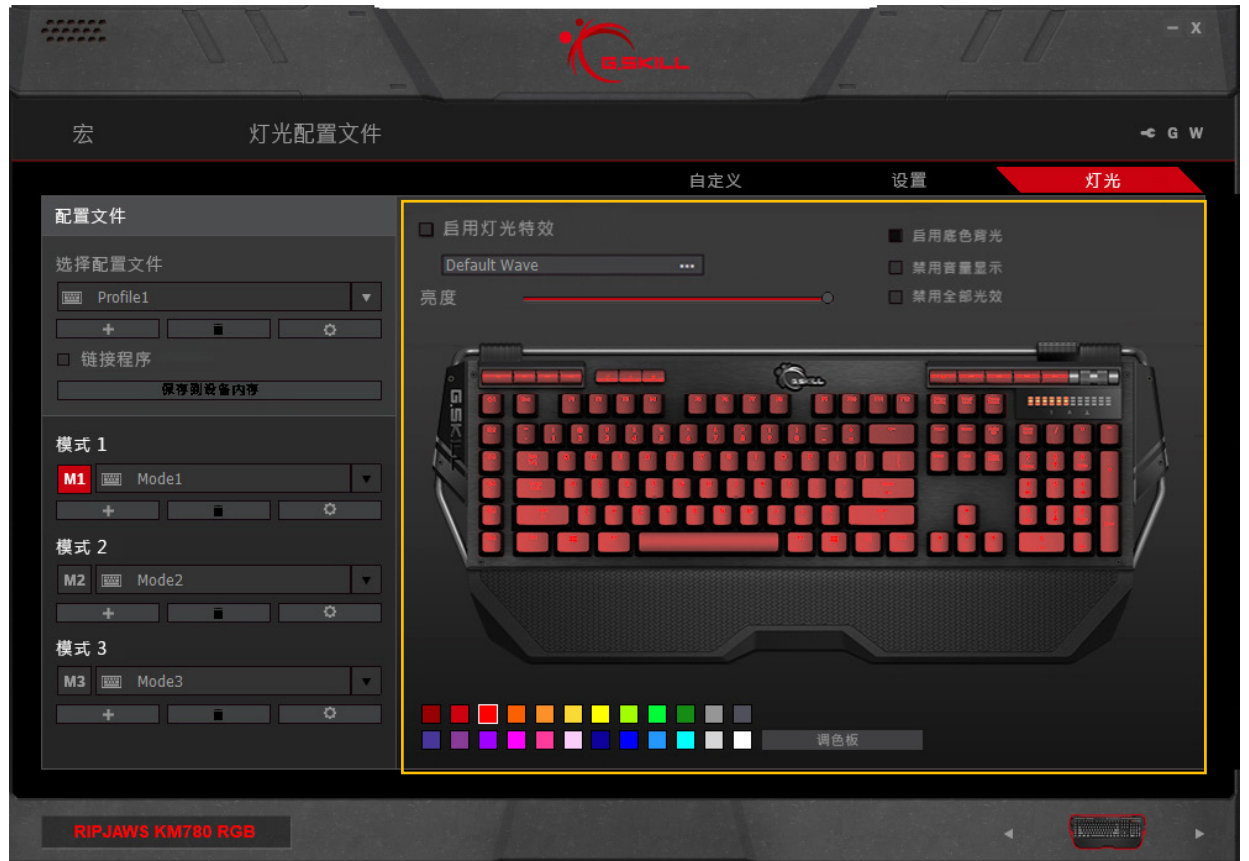 G.SKILL
- X
宏
灯光配置文件
G W
自定义
设置
灯光
配置文件
选择配置文件
Profile1
链接程序
保存到设备内存
模式 1
M1 Mode1
模式 2
M2 Mode2
模式 3
M3 Mode3
启用灯光特效
Default Wave ...
亮度
启用底色背光
禁用音量显示
禁用全部光效
G.SKILL
G.SKILL
调色板
RIPJAWS KM780 RGB